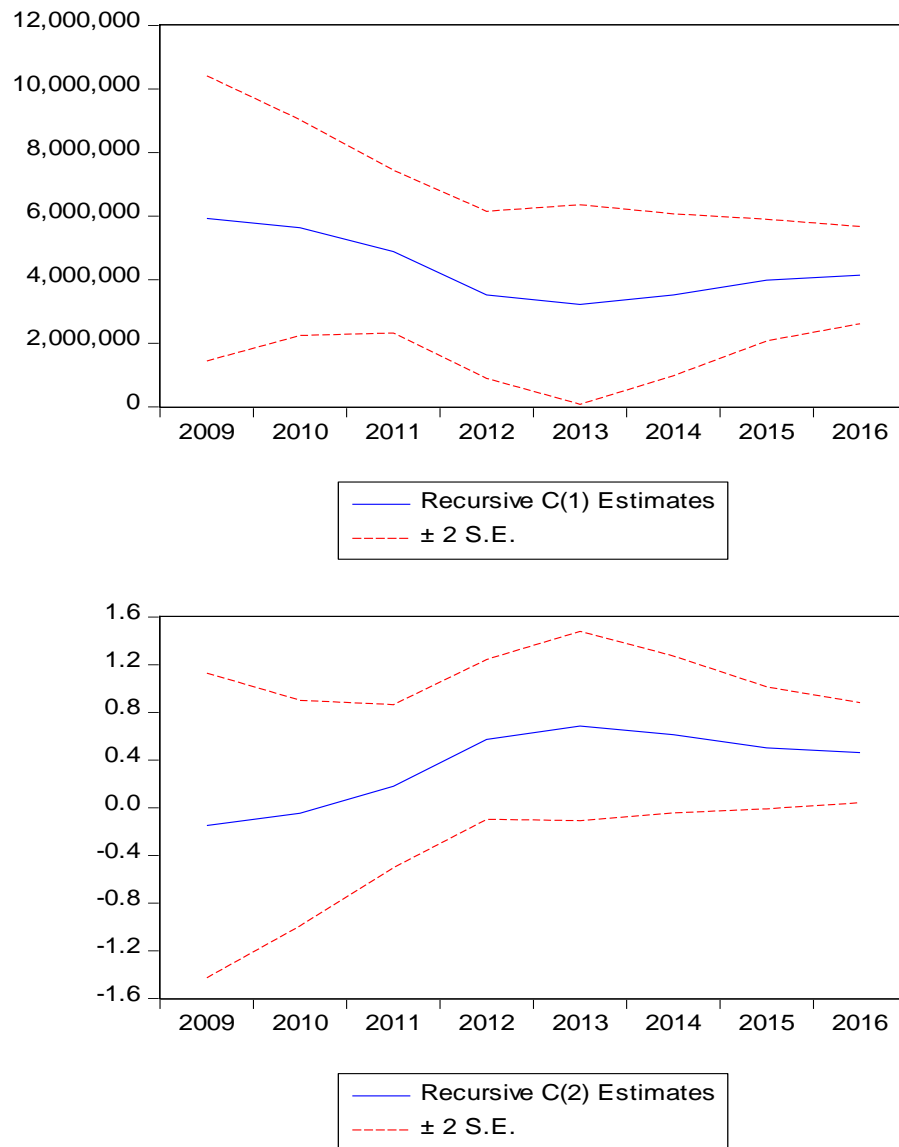 12,000,000
10,000,000
8,000,000
6,000,000
4,000,000
2,000,000
0
2009 2010 2011 2012 2013 2014 2015 2016
Recursive C(1) Estimates
± 2 S.E.
1.6
1.2
0.8
0.4
0.0
-0.4
-0.8
-1.2
-1.6
2009 2010 2011 2012 2013 2014 2015 2016
Recursive C(2) Estimates
± 2 S.E.